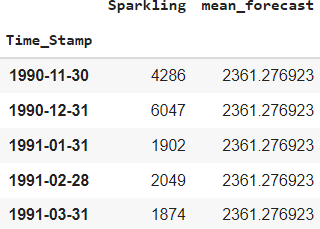 Sparkling mean_forecast
Time_Stamp
1990-11-30 4286 2361.276923
1990-12-31 6047 2361.276923
1991-01-31 1902 2361.276923
1991-02-28 2049 2361.276923
1991-03-31 1874 2361.276923